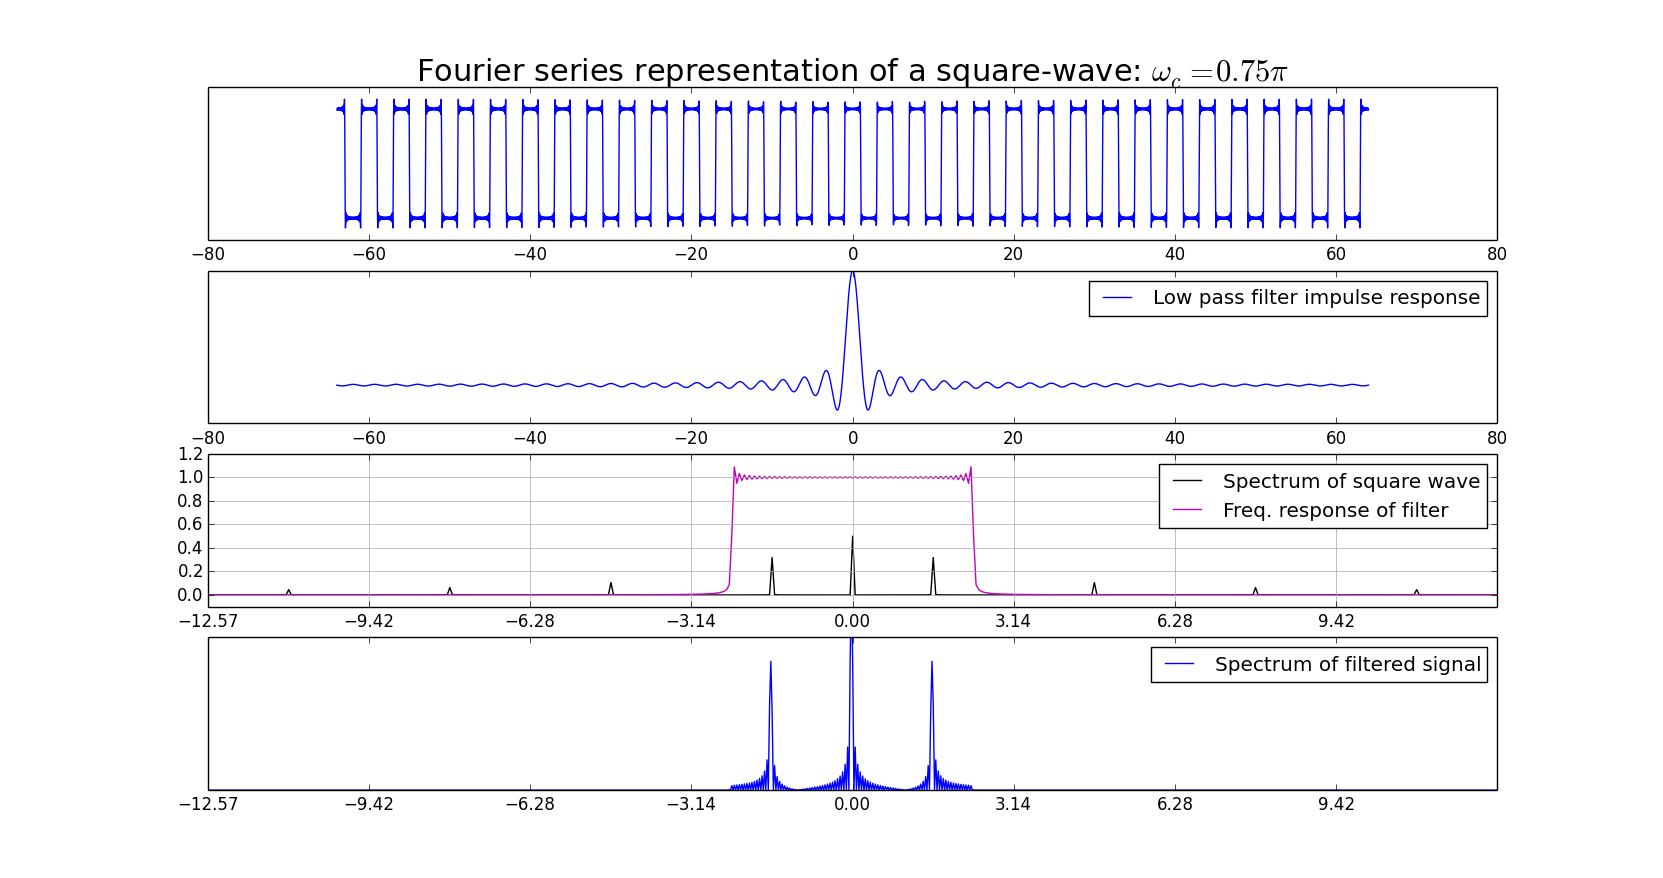 Fourier series representation of a square-wave: ω_c = 0.75π
−80 −60 −40 −20 0 20 40 60 80
Low pass filter impulse response
−80 −60 −40 −20 0 20 40 60 80
1.2
1.0
0.8
0.6
0.4
0.2
0.0
Spectrum of square wave
Freq. response of filter
−12.57 −9.42 −6.28 −3.14 0.00 3.14 6.28 9.42
Spectrum of filtered signal
−12.57 −9.42 −6.28 −3.14 0.00 3.14 6.28 9.42